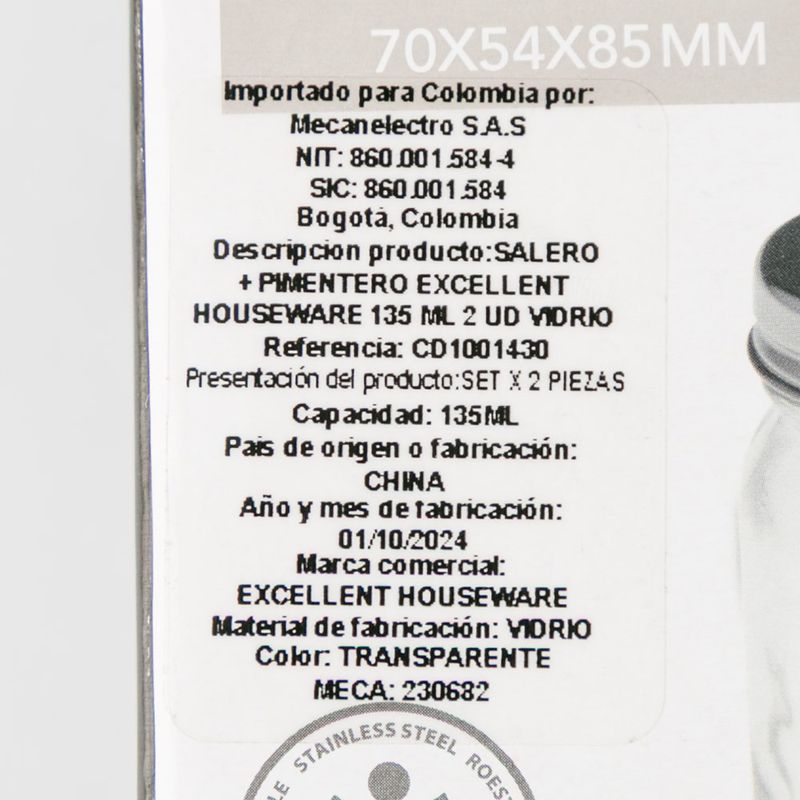 70X54X85MM
Importado para Colombia por:
Mecanelectro S.A.S
NIT: 860.001.584-4
SIC: 860.001.584
Bogotá, Colombia
Descripcion producto:SALERO
+ PIMENTERO EXCELLENT
HOUSEWARE 135 ML 2 UD VIDRIO
Referencia: CD1001430
Presentación del producto:SET X 2 PIEZAS
Capacidad: 135ML
Pais de origen o fabricación:
CHINA
Año y mes de fabricación:
01/10/2024
Marca comercial:
EXCELLENT HOUSEWARE
Material de fabricación: VIDRIO
Color: TRANSPARENTE
MECA: 230682
STAINLESS STEEL ROEST